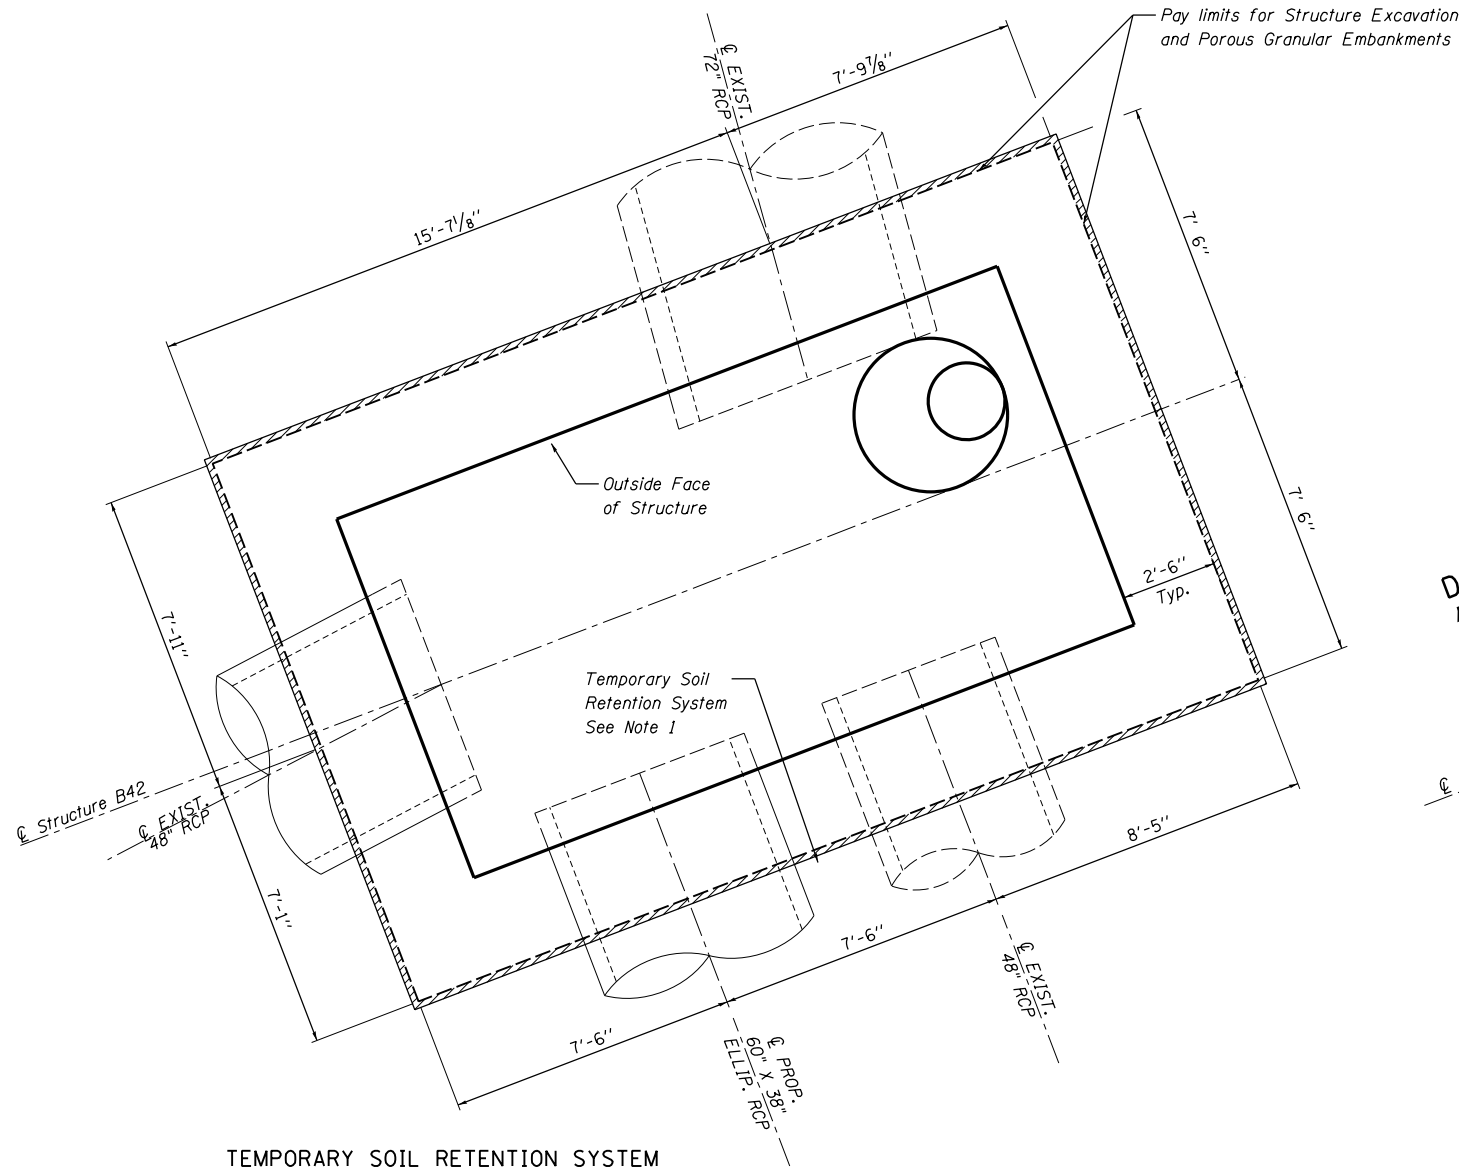 Pay limits for Structure Excavation
and Porous Granular Embankments
℄ EXIST.
72" RCP
7'-9⅞''
15'-7⅛''
7' 6''
Outside Face
of Structure
7' 6''
2'-6''
Typ.
7'-11''
Temporary Soil
Retention System
See Note 1
℄ Structure B42
℄ EXIST.
48" RCP
7'-1''
8'-5''
7'-6''
℄ EXIST.
48" RCP
7'-6''
℄ PROP.
60" X 38"
ELLIP. RCP
℄
TEMPORARY SOIL RETENTION SYSTEM